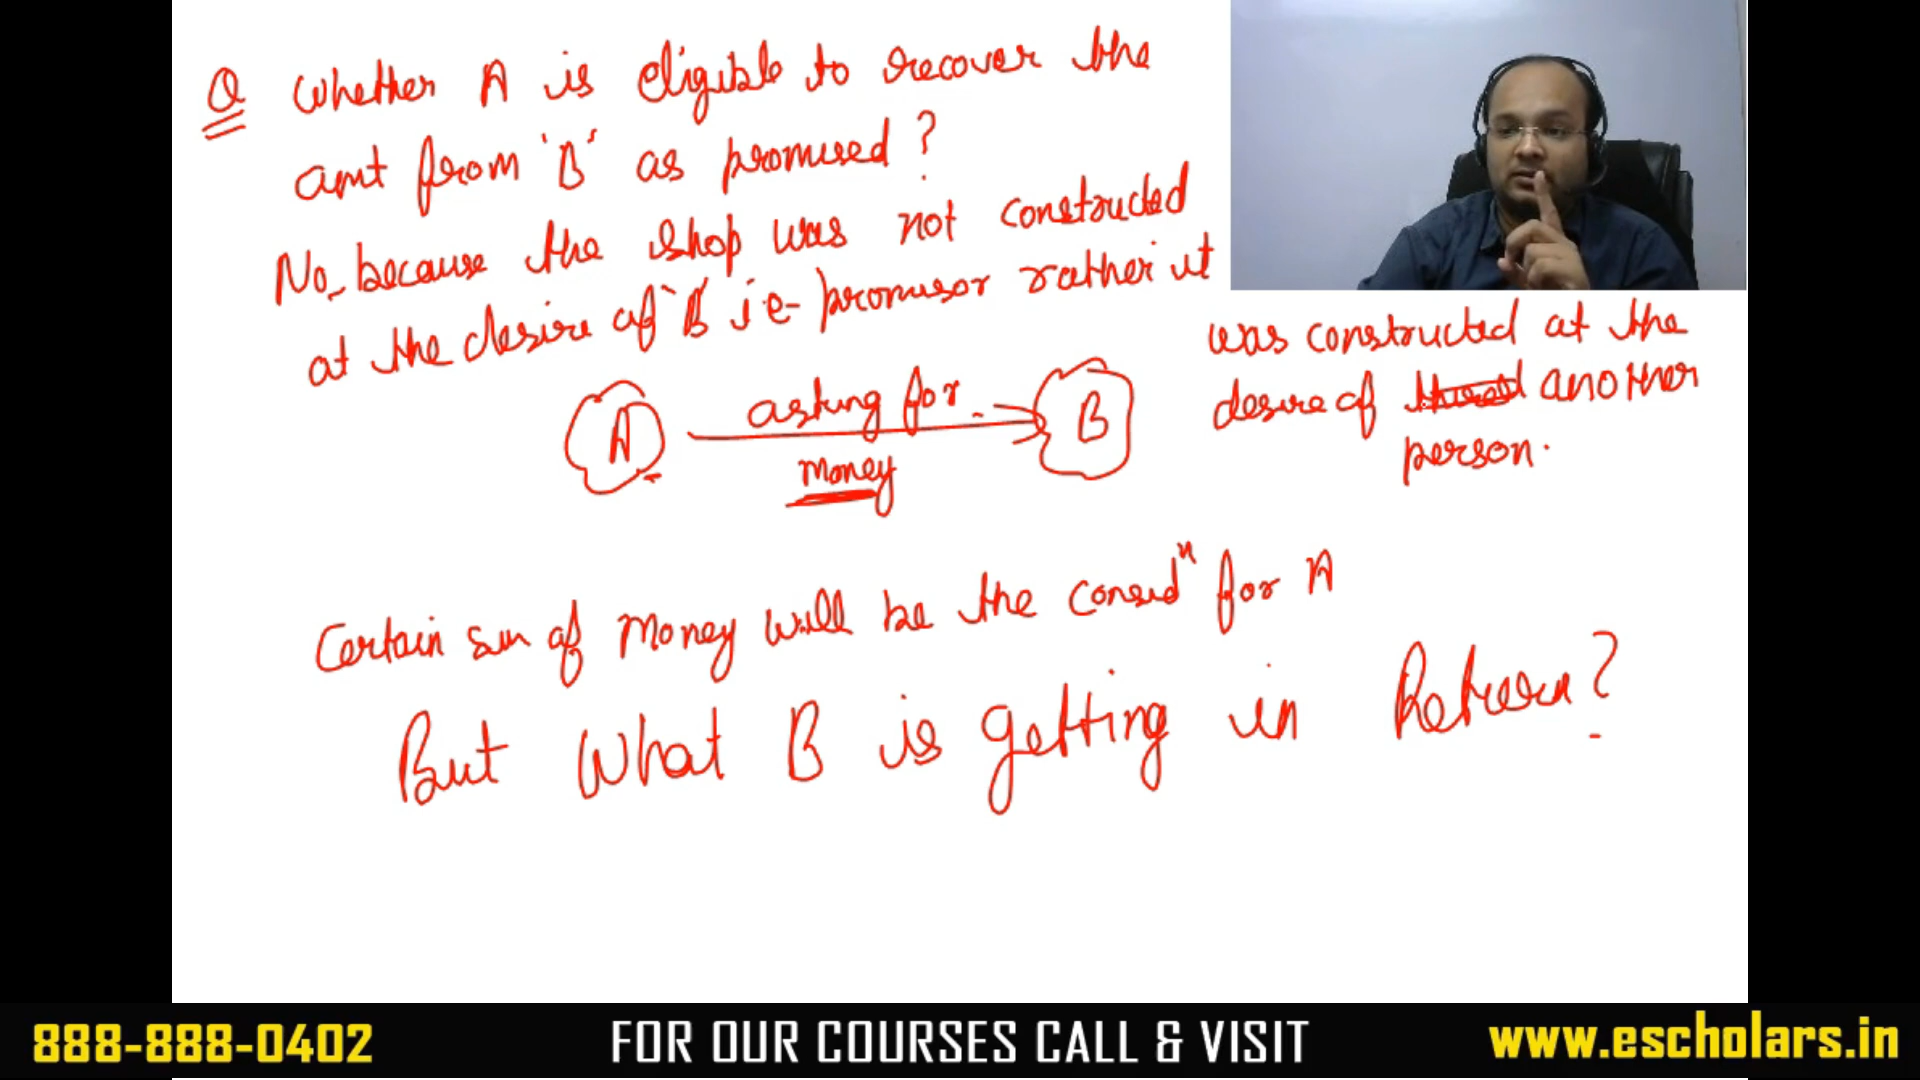 Q Whether A is eligible to recover the
amt from 'B' as promised?
No, because the shop was not constructed
at the desire of 'B' i.e- promisor rather it
was constructed at the
desire of another
person.
A asking for B
money
Certain sum of money will be the considⁿ for A
But What B is getting in Return?
888-888-0402 FOR OUR COURSES CALL & VISIT www.escholars.in